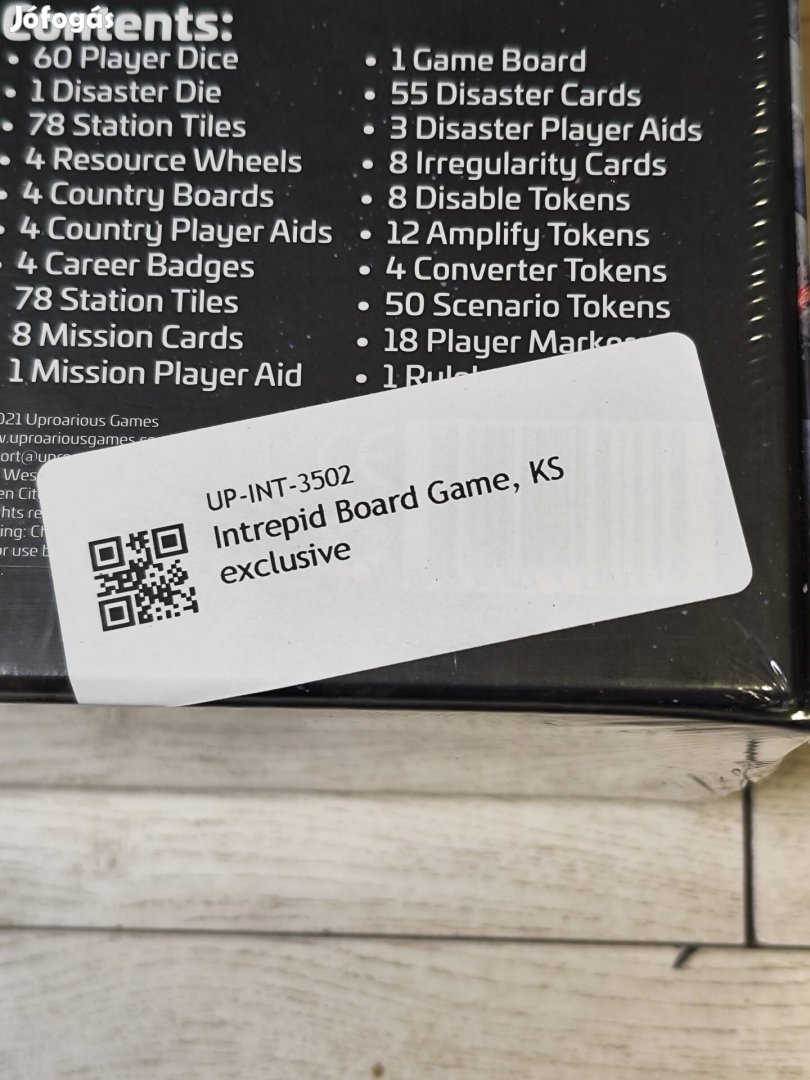 Jófogás
Contents:
• 60 Player Dice
• 1 Disaster Die
• 78 Station Tiles
• 4 Resource Wheels
• 4 Country Boards
• 4 Country Player Aids
• 4 Career Badges
78 Station Tiles
8 Mission Cards
1 Mission Player Aid
• 1 Game Board
• 55 Disaster Cards
• 3 Disaster Player Aids
• 8 Irregularity Cards
• 8 Disable Tokens
• 12 Amplify Tokens
• 4 Converter Tokens
• 50 Scenario Tokens
• 18 Player
• 1
Uproarious Games
UP-INT-3502
Intrepid Board Game, KS
exclusive